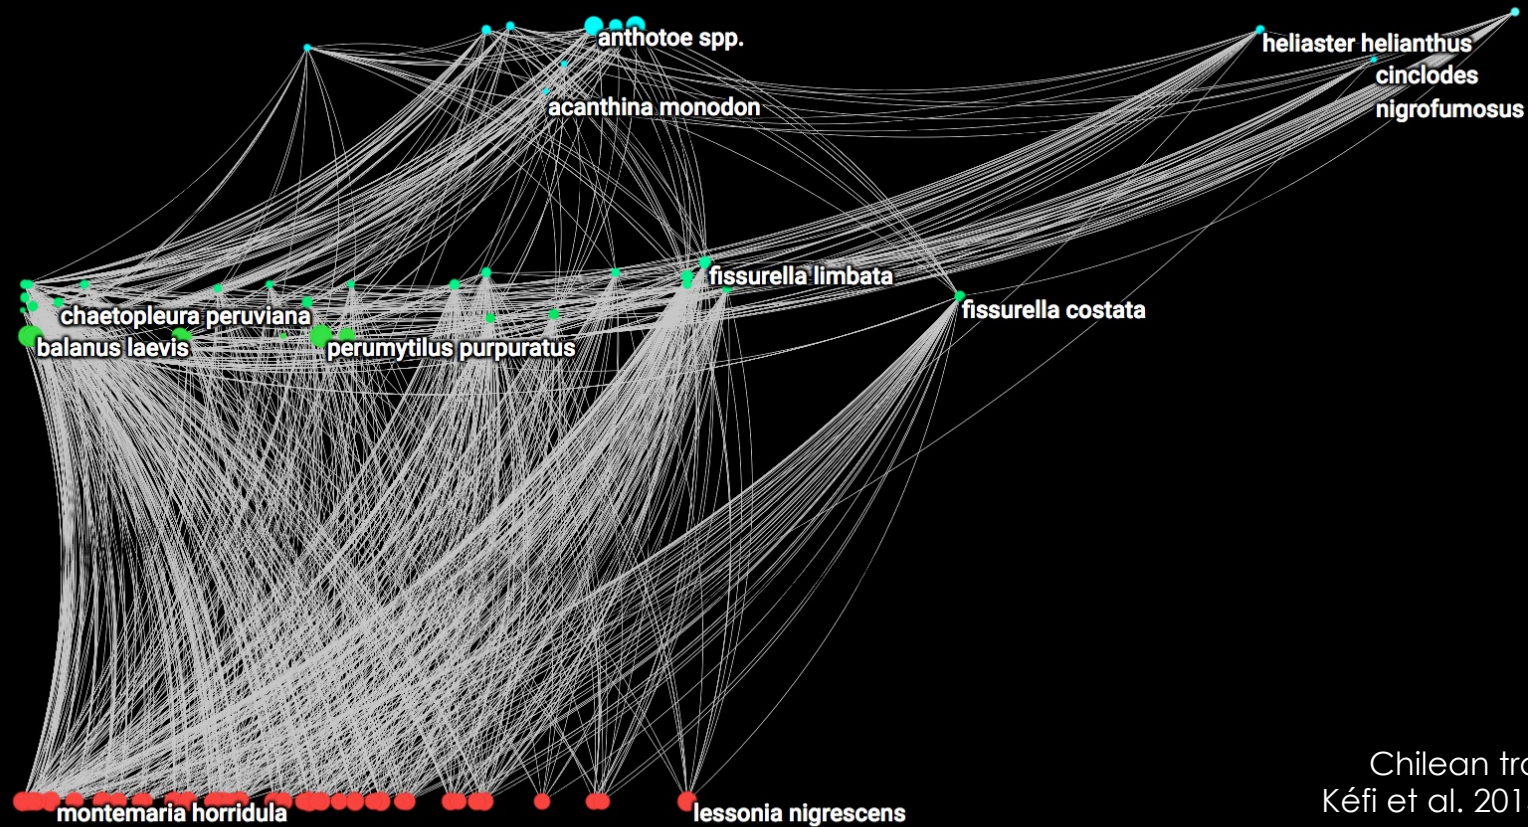 anthotoe spp.
heliaster helianthus
cinclodes
nigrofumosus
acanthina monodon
fissurella limbata
fissurella costata
chaetopleura peruviana
balanus laevis
perumytilus purpuratus
montemaria horridula
lessonia nigrescens
Chilean
Kéfi et al. 201